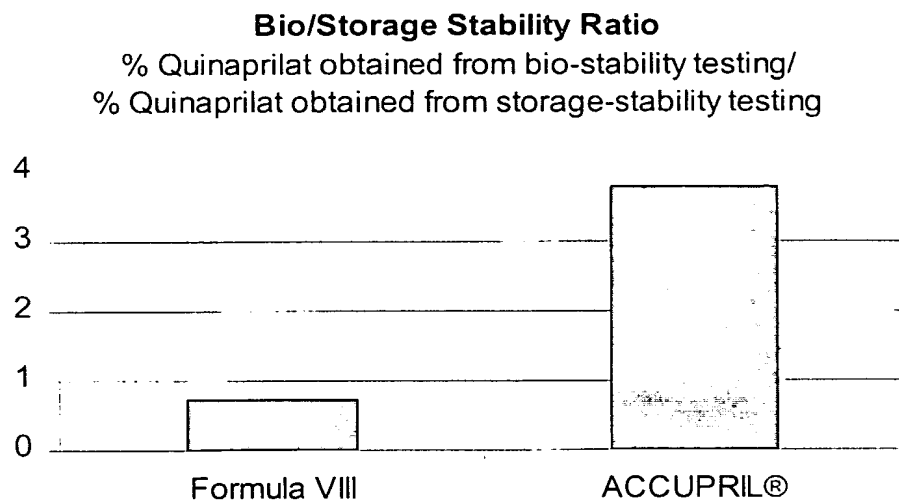 Bio/Storage Stability Ratio
% Quinaprilat obtained from bio-stability testing/
% Quinaprilat obtained from storage-stability testing
4
3
2
1
0
Formula VIII
ACCUPRIL®